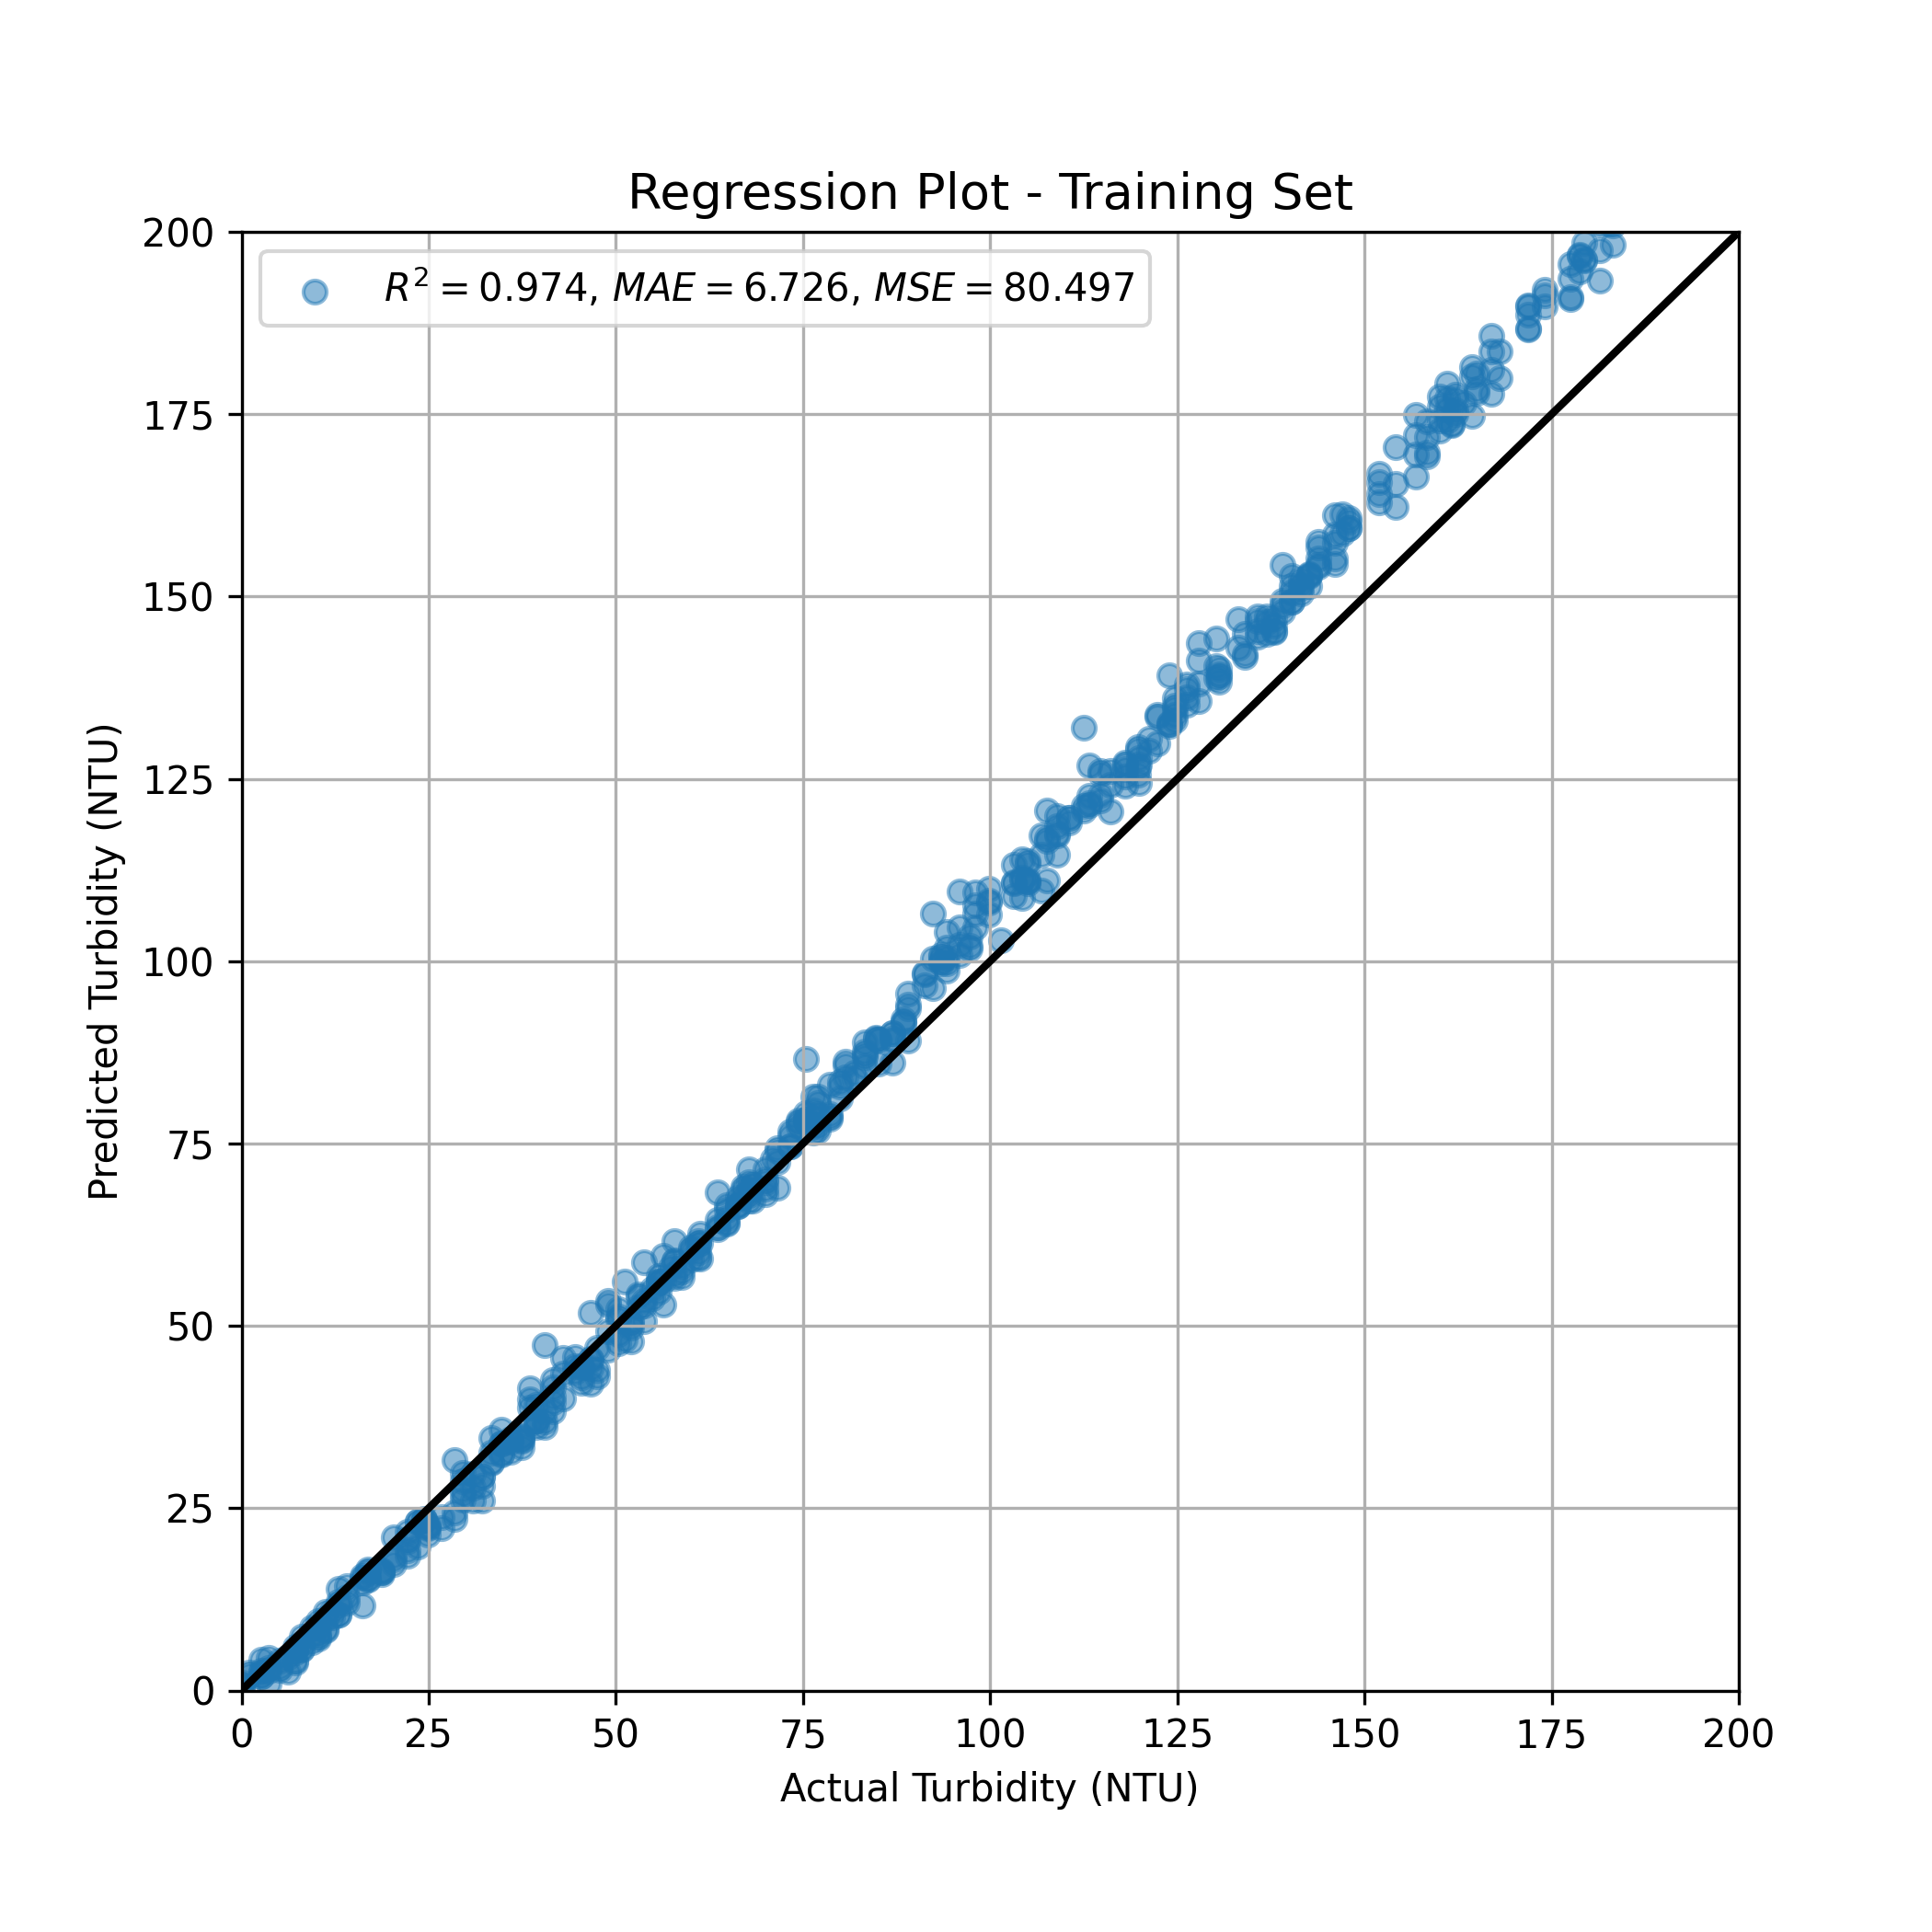 Regression Plot - Training Set
R² = 0.974, MAE = 6.726, MSE = 80.497
200
175
150
125
100
75
50
25
0
Predicted Turbidity (NTU)
0 25 50 75 100 125 150 175 200
Actual Turbidity (NTU)